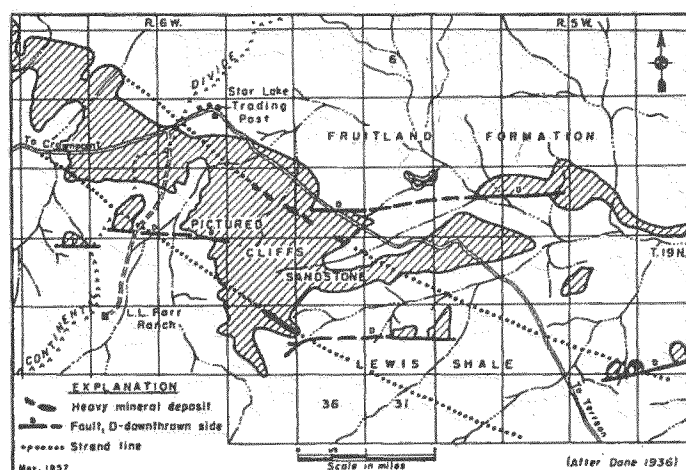 R.6W.
R.5W.
DIVIDE
6
Star Lake
Trading
Post
FRUITLAND FORMATION
To Crownpoint
D
D
PICTURED
D
CLIFFS
T.19N.
SANDSTONE
L.L. Farr
Ranch
D
CONTINENTAL
LEWIS SHALE
D
EXPLANATION
Heavy mineral deposit
36
31
To Torreon
D
Fault, D-downthrown side
Strand line
Scale in miles
May, 1957
(After Dane 1936)